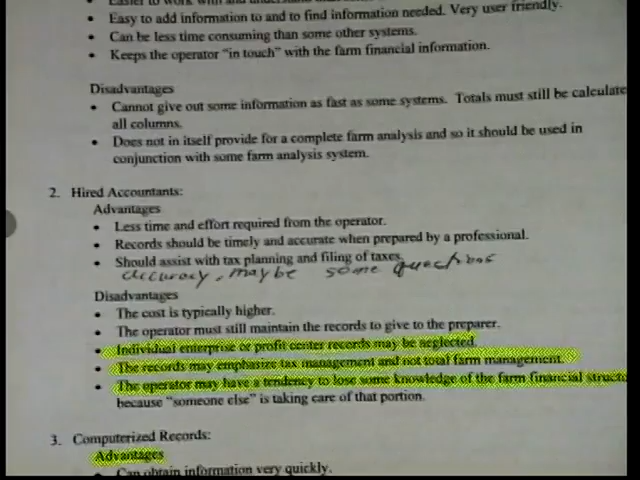 Easier to work with and understand
• Easy to add information to and to find information needed. Very user friendly.
• Can be less time consuming than some other systems.
• Keeps the operator "in touch" with the farm financial information.
Disadvantages
• Cannot give out some information as fast as some systems. Totals must still be calculate
all columns.
• Does not in itself provide for a complete farm analysis and so it should be used in
conjunction with some farm analysis system.
2. Hired Accountants:
Advantages
• Less time and effort required from the operator.
• Records should be timely and accurate when prepared by a professional.
• Should assist with tax planning and filing of taxes.
accuracy, maybe some questions
Disadvantages
• The cost is typically higher.
• The operator must still maintain the records to give to the preparer.
• Individual enterprise or profit center records may be neglected.
• The records may emphasize tax management and not total farm management.
• The operator may have a tendency to lose some knowledge of the farm financial structu
because "someone else" is taking care of that portion.
3. Computerized Records:
Advantages
• Can obtain information very quickly.